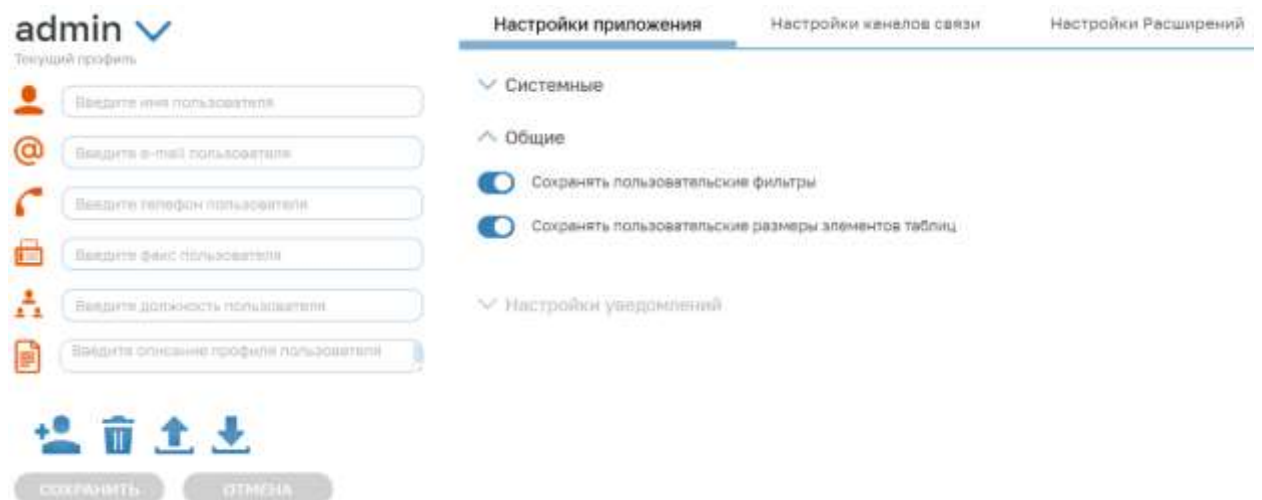 admin
Текущий профиль
Введите имя пользователя
Введите e-mail пользователя
Введите телефон пользователя
Введите факс пользователя
Введите должность пользователя
Введите описание профиля пользователя
СОХРАНИТЬ
ОТМЕНА
Настройки приложения
Настройки каналов связи
Настройки Расширений
Системные
Общие
Сохранять пользовательские фильтры
Сохранять пользовательские размеры элементов таблиц
Настройки уведомлений